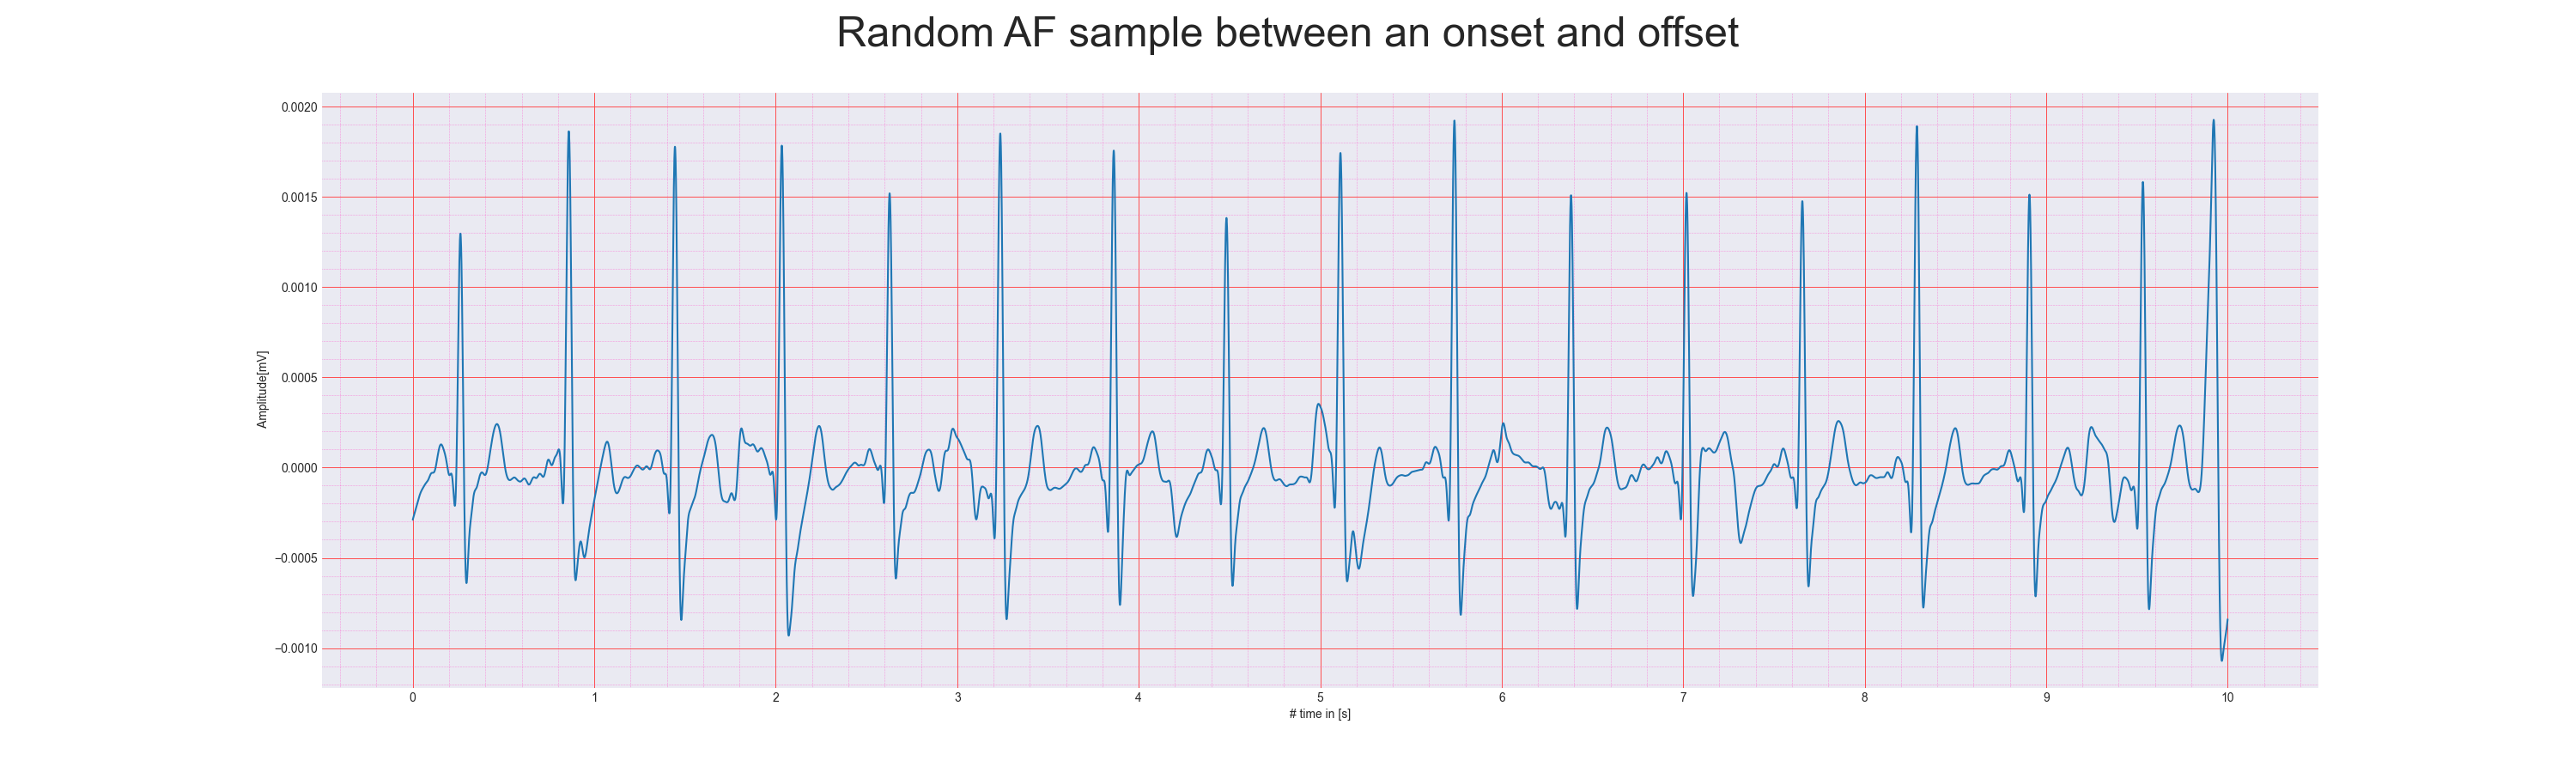 Random AF sample between an onset and offset
0.0020
0.0015
0.0010
0.0005
0.0000
−0.0005
−0.0010
Amplitude[mV]
0 1 2 3 4 5 6 7 8 9 10
# time in [s]